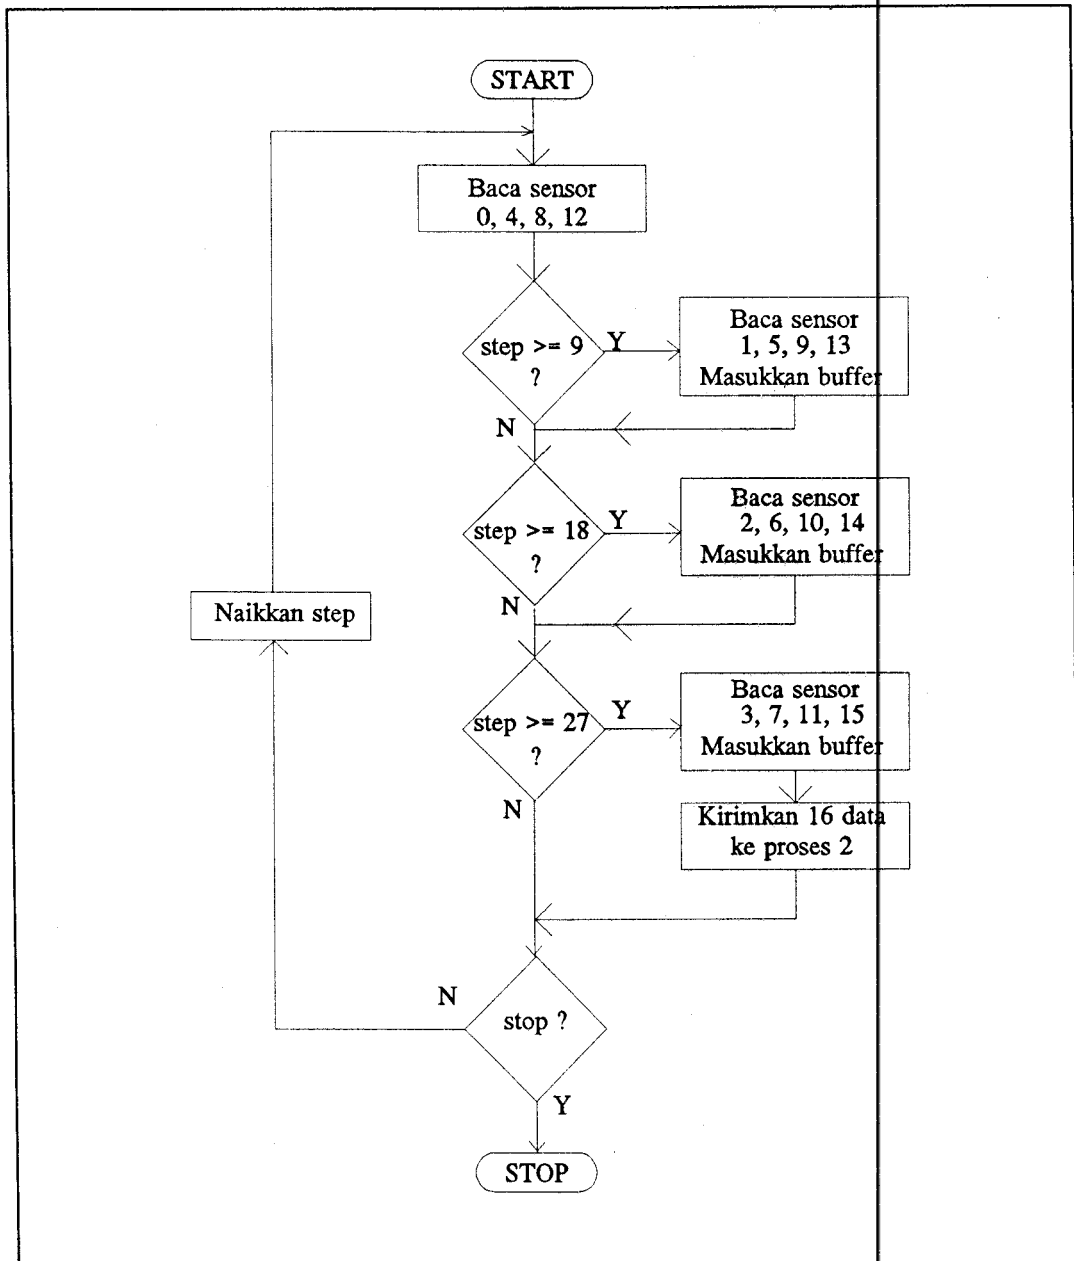 START
Baca sensor
0, 4, 8, 12
step >= 9
?
Y
Baca sensor
1, 5, 9, 13
Masukkan buffer
N
step >= 18
?
Y
Baca sensor
2, 6, 10, 14
Masukkan buffer
N
Naikkan step
step >= 27
?
Y
Baca sensor
3, 7, 11, 15
Masukkan buffer
N
Kirimkan 16 data
ke proses 2
N
stop ?
Y
STOP